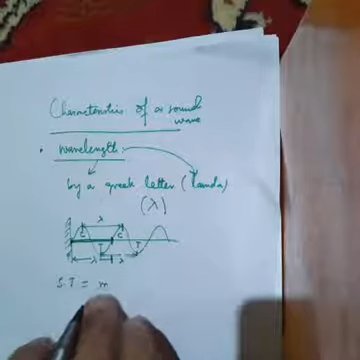 Characteristics of a sound
wave
• wavelength:
by a greek letter (Lamda)
(λ)
λ
C C
T T
λ λ
S.T = m